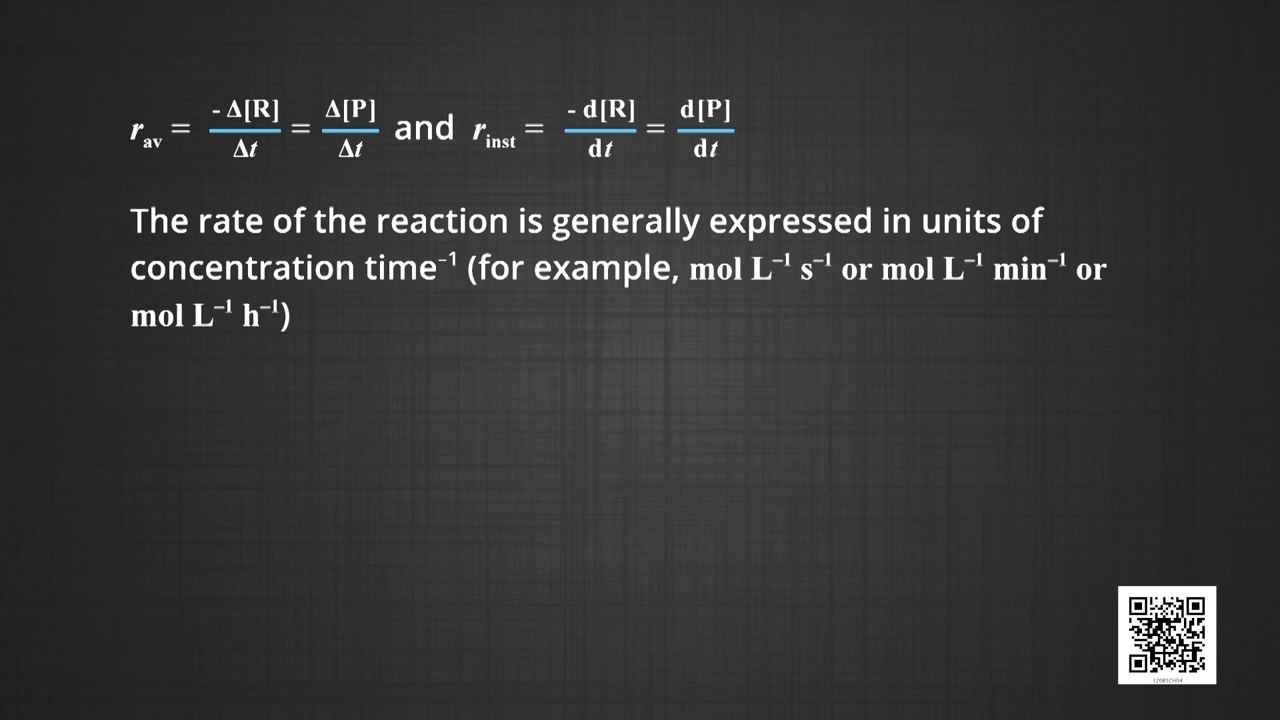 r_av = - Δ[R]/Δt = Δ[P]/Δt and r_inst = - d[R]/dt = d[P]/dt
The rate of the reaction is generally expressed in units of
concentration time⁻¹ (for example, mol L⁻¹ s⁻¹ or mol L⁻¹ min⁻¹ or
mol L⁻¹ h⁻¹)
12085CH04